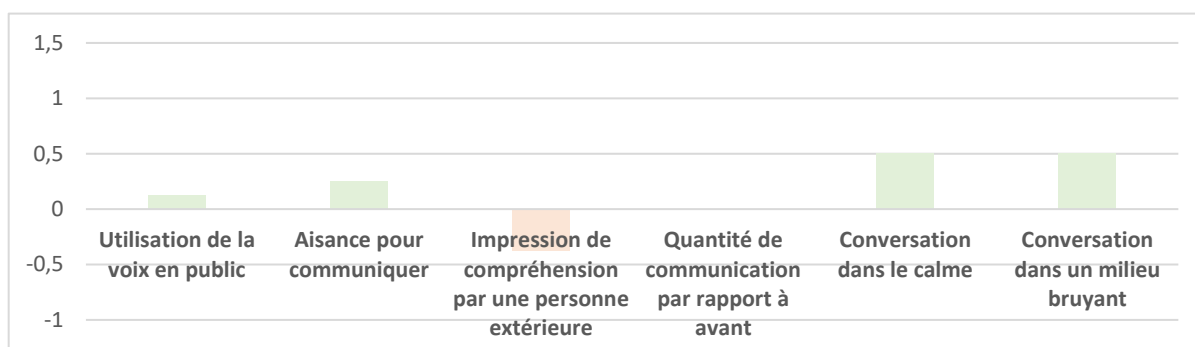 1,5
1
0,5
0
-0,5
-1
Utilisation de la
voix en public
Aisance pour
communiquer
Impression de
compréhension
par une personne
extérieure
Quantité de
communication
par rapport à
avant
Conversation
dans le calme
Conversation
dans un milieu
bruyant